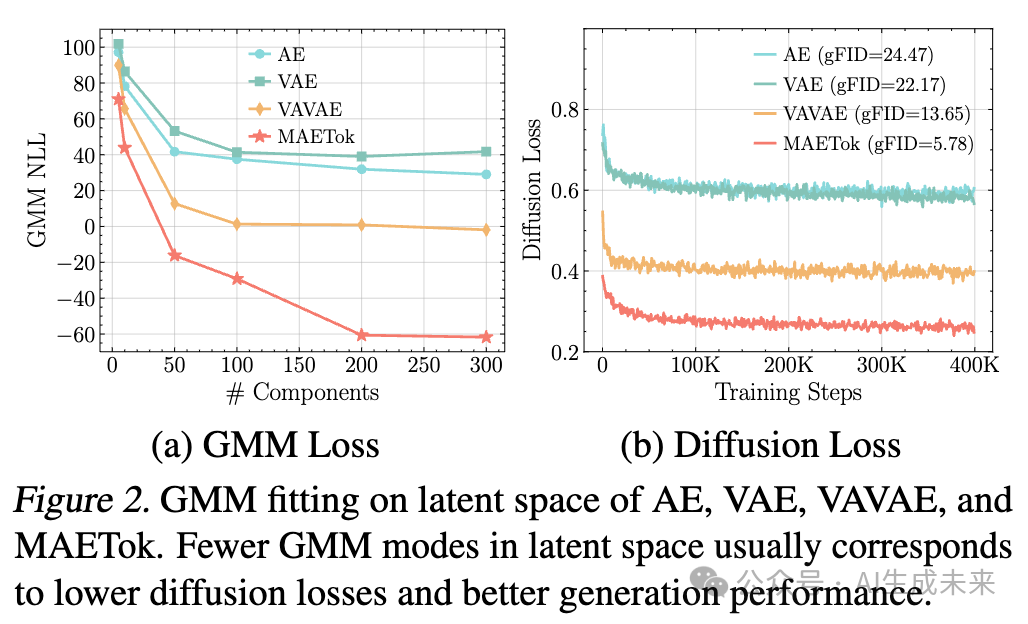 100
80
60
40
20
0
−20
−40
−60
GMM NLL
AE
VAE
VAVAE
MAETok
0 50 100 150 200 250 300
# Components
0.8
0.6
0.4
0.2
Diffusion Loss
AE (gFID=24.47)
VAE (gFID=22.17)
VAVAE (gFID=13.65)
MAETok (gFID=5.78)
0 100K 200K 300K 400K
Training Steps
(a) GMM Loss
(b) Diffusion Loss
Figure 2. GMM fitting on latent space of AE, VAE, VAVAE, and
MAETok. Fewer GMM modes in latent space usually corresponds
to lower diffusion losses and better generation performance.
公众号 · AI生成未来